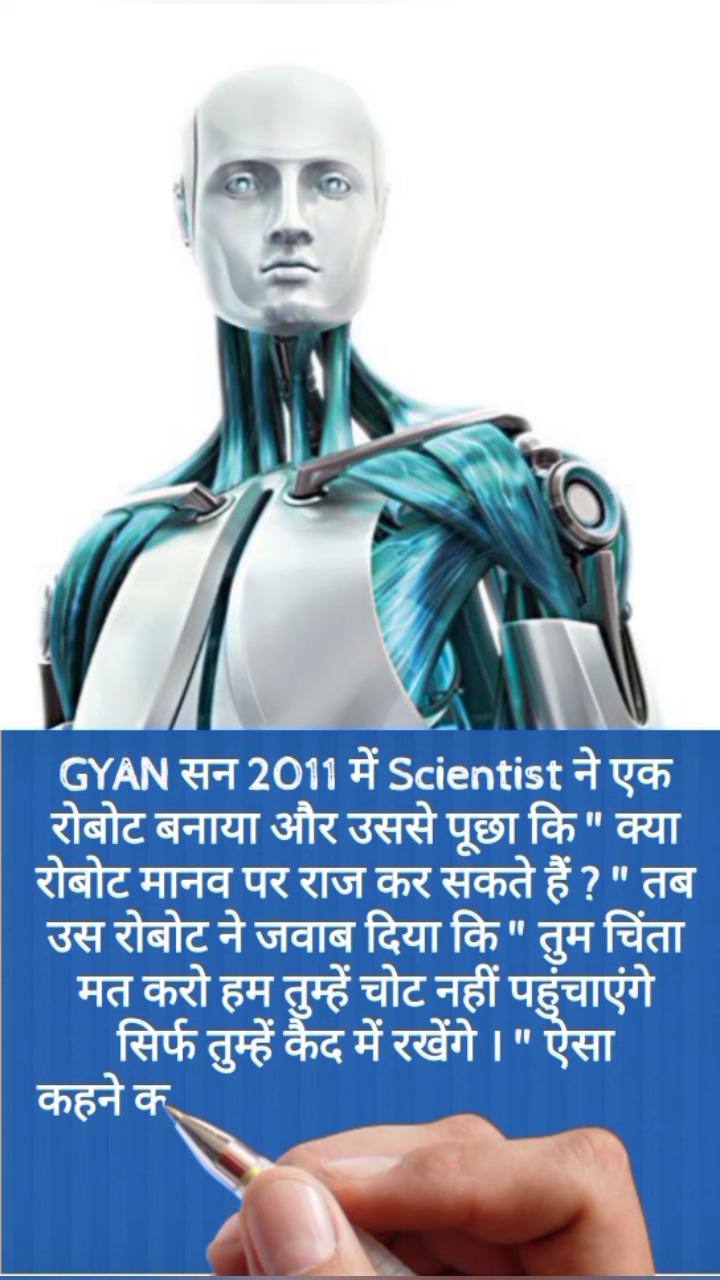 GYAN सन 2011 में Scientist ने एक
रोबोट बनाया और उससे पूछा कि " क्या
रोबोट मानव पर राज कर सकते हैं ? " तब
उस रोबोट ने जवाब दिया कि " तुम चिंता
मत करो हम तुम्हें चोट नहीं पहुंचाएंगे
सिर्फ तुम्हें कैद में रखेंगे । " ऐसा
कहने क